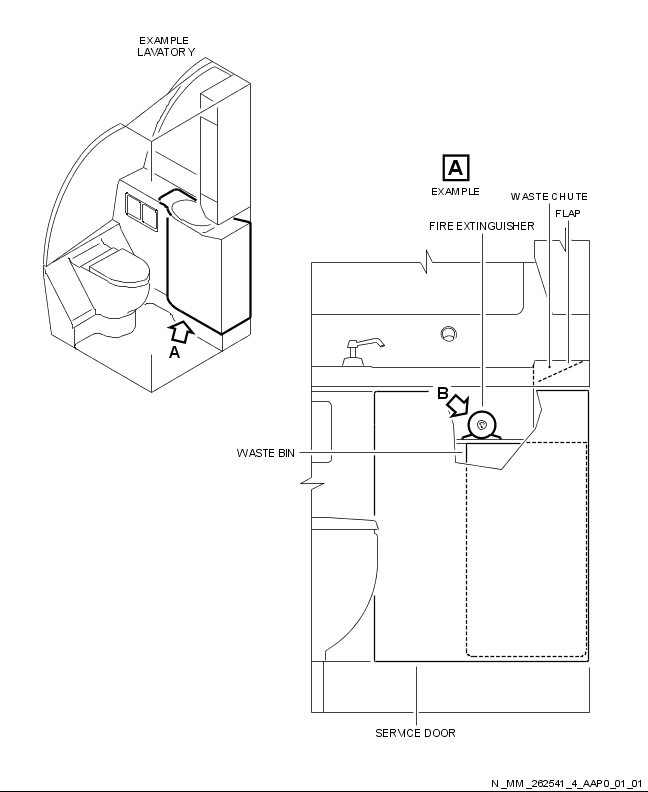 EXAMPLE
LAVATORY
A
A
EXAMPLE
WASTE CHUTE
FLAP
FIRE EXTINGUISHER
B
WASTE BIN
SERVICE DOOR
N_MM_262541_4_AAP0_01_01